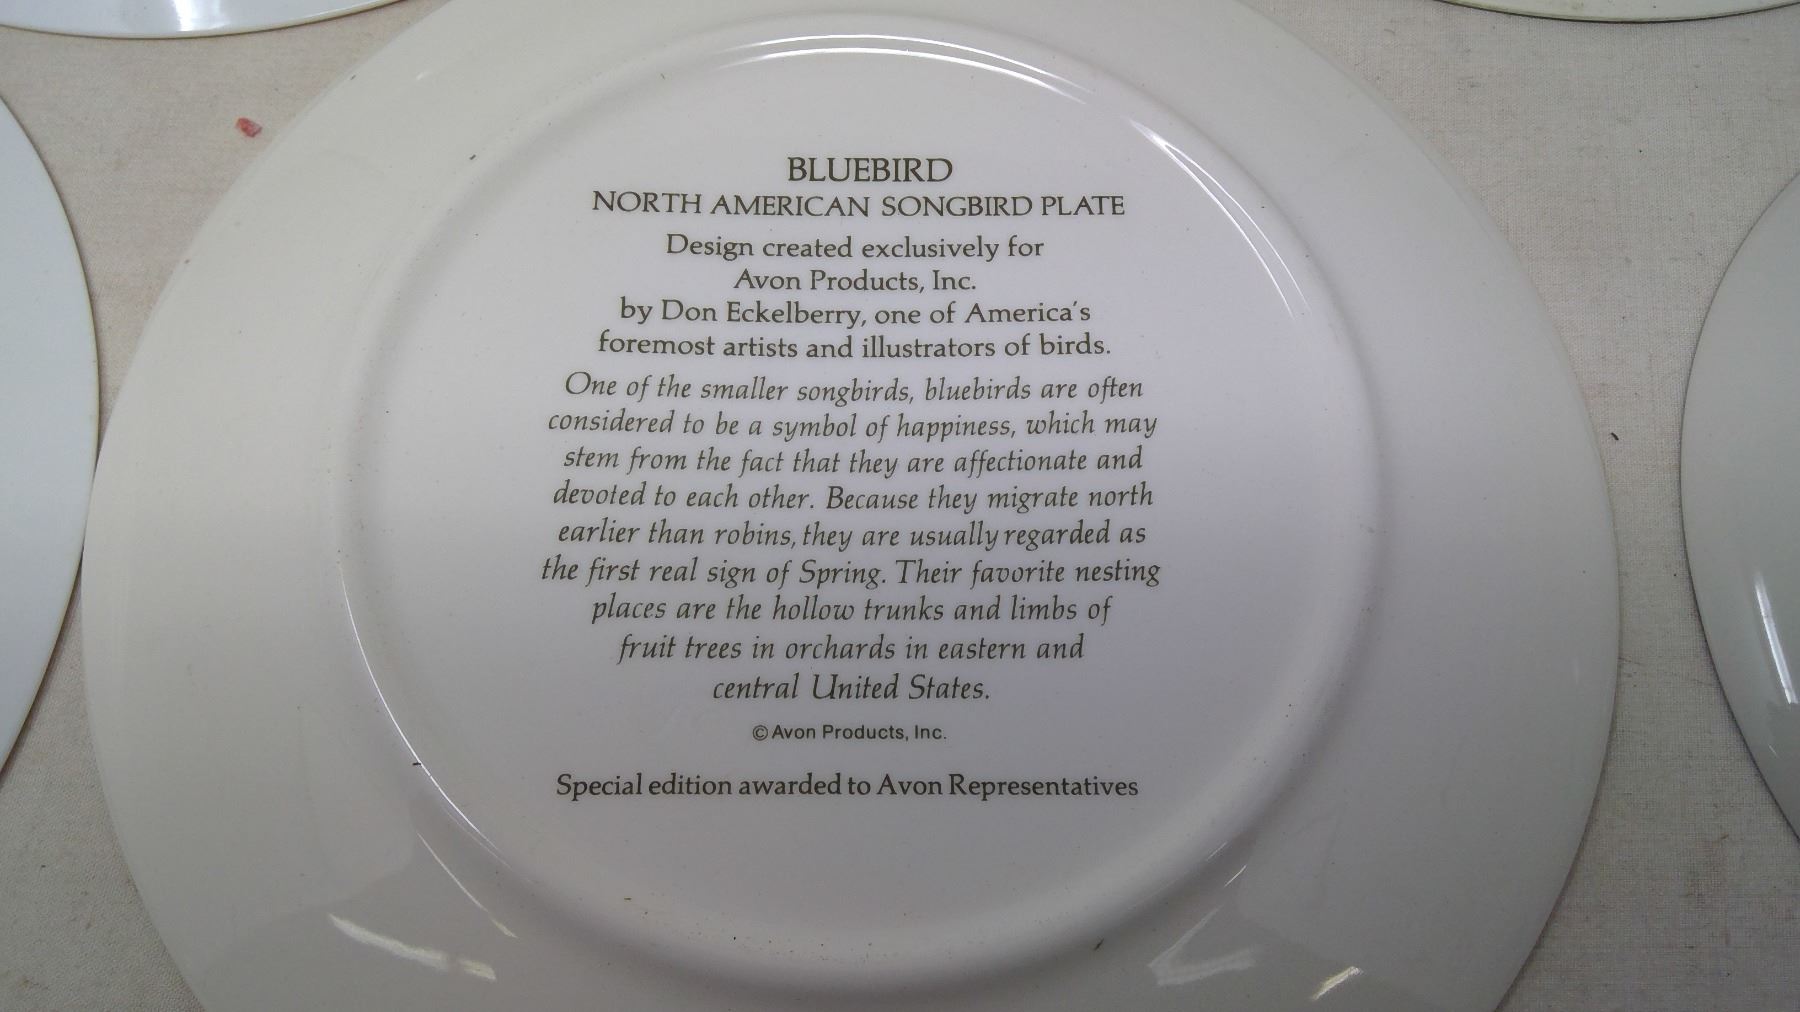 BLUEBIRD
NORTH AMERICAN SONGBIRD PLATE
Design created exclusively for
Avon Products, Inc.
by Don Eckelberry, one of America's
foremost artists and illustrators of birds.
One of the smaller songbirds, bluebirds are often
considered to be a symbol of happiness, which may
stem from the fact that they are affectionate and
devoted to each other. Because they migrate north
earlier than robins, they are usually regarded as
the first real sign of Spring. Their favorite nesting
places are the hollow trunks and limbs of
fruit trees in orchards in eastern and
central United States.
© Avon Products, Inc.
Special edition awarded to Avon Representatives